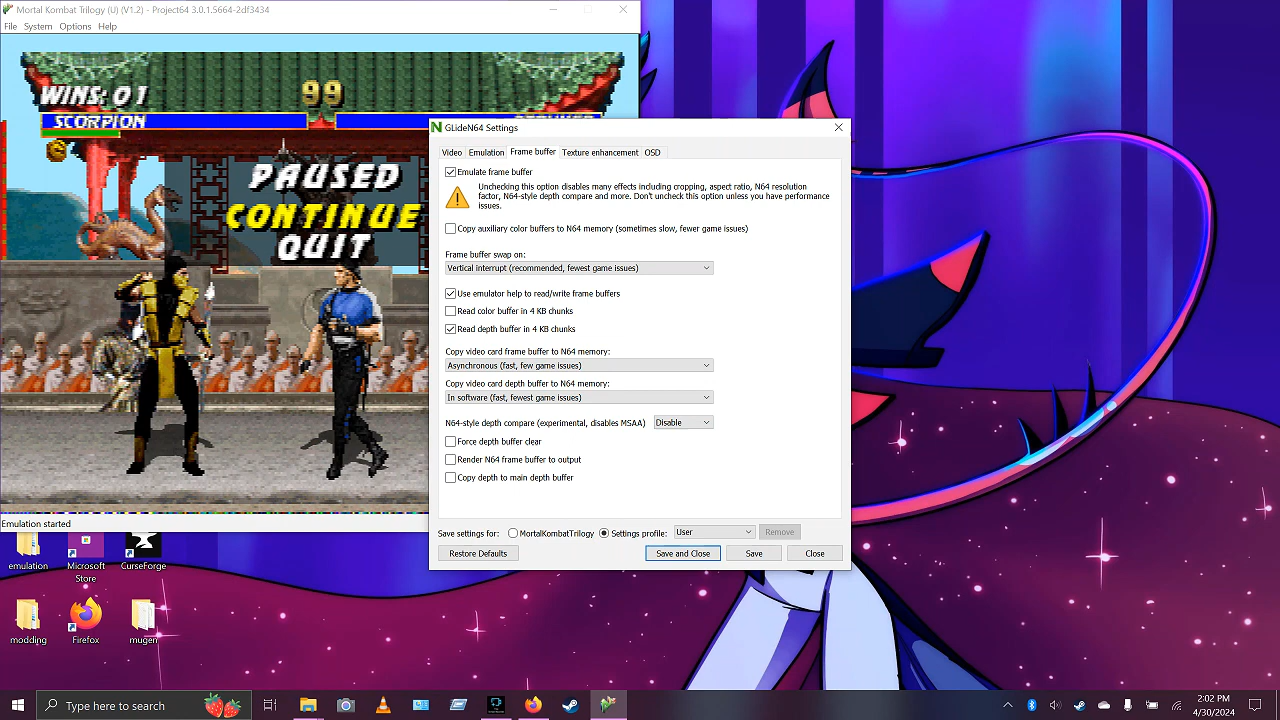 Mortal Kombat Trilogy (U) (V1.2) - Project64 3.0.1.5664-2df3434
File System Options Help
WINS: 01
99
SCORPION
PAUSED
CONTINUE
QUIT
Emulation started
GLideN64 Settings
Video Emulation Frame buffer Texture enhancement OSD
Emulate frame buffer
Unchecking this option disables many effects including cropping, aspect ratio, N64 resolution
factor, N64-style depth compare and more. Don't uncheck this option unless you have performance
issues.
Copy auxiliary color buffers to N64 memory (sometimes slow, fewer game issues)
Frame buffer swap on:
Vertical interrupt (recommended, fewest game issues)
Use emulator help to read/write frame buffers
Read color buffer in 4 KB chunks
Read depth buffer in 4 KB chunks
Copy video card frame buffer to N64 memory:
Asynchronous (fast, few game issues)
Copy video card depth buffer to N64 memory:
In software (fast, fewest game issues)
N64-style depth compare (experimental, disables MSAA) Disable
Force depth buffer clear
Render N64 frame buffer to output
Copy depth to main depth buffer
Save settings for: MortalKombatTrilogy Settings profile: User Remove
Restore Defaults Save and Close Save Close
emulation
Microsoft
Store
CurseForge
modding
Firefox
mugen
Type here to search
2:02 PM
4/30/2024